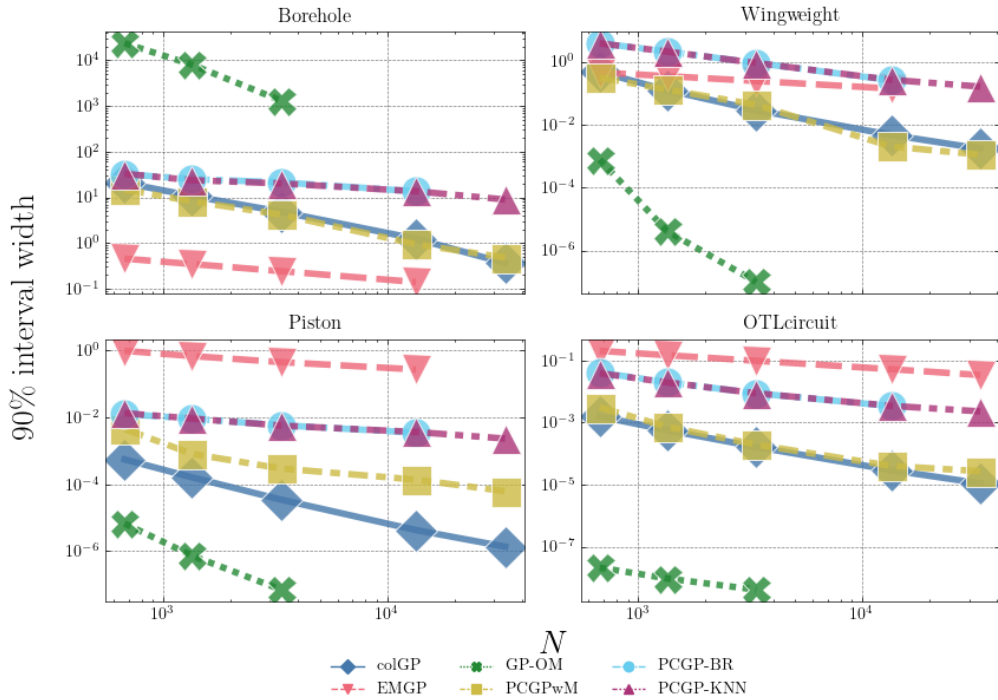 Borehole
Wingweight
10^4
10^3
10^2
10^1
10^0
10^-1
10^0
10^-2
10^-4
10^-6
Piston
OTLcircuit
10^0
10^-2
10^-4
10^-6
10^-1
10^-3
10^-5
10^-7
10^3
10^4
10^3
10^4
90% interval width
N
colGP
GP-OM
PCGP-BR
EMGP
PCGPwM
PCGP-KNN